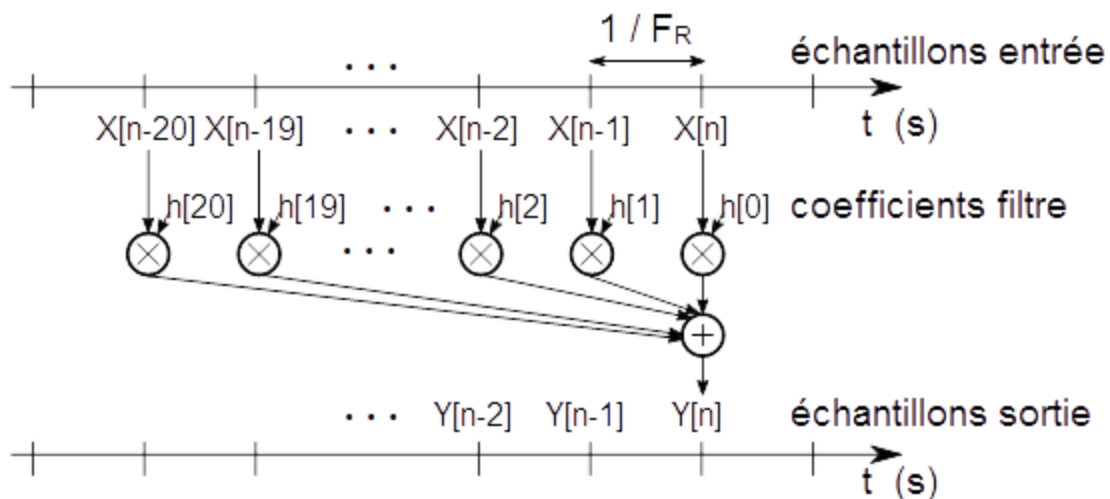 1 / FR
échantillons entrée
. . .
t (s)
X[n-20] X[n-19] . . . X[n-2] X[n-1] X[n]
h[20] h[19] . . . h[2] h[1] h[0] coefficients filtre
. . .
+
. . . Y[n-2] Y[n-1] Y[n] échantillons sortie
t (s)